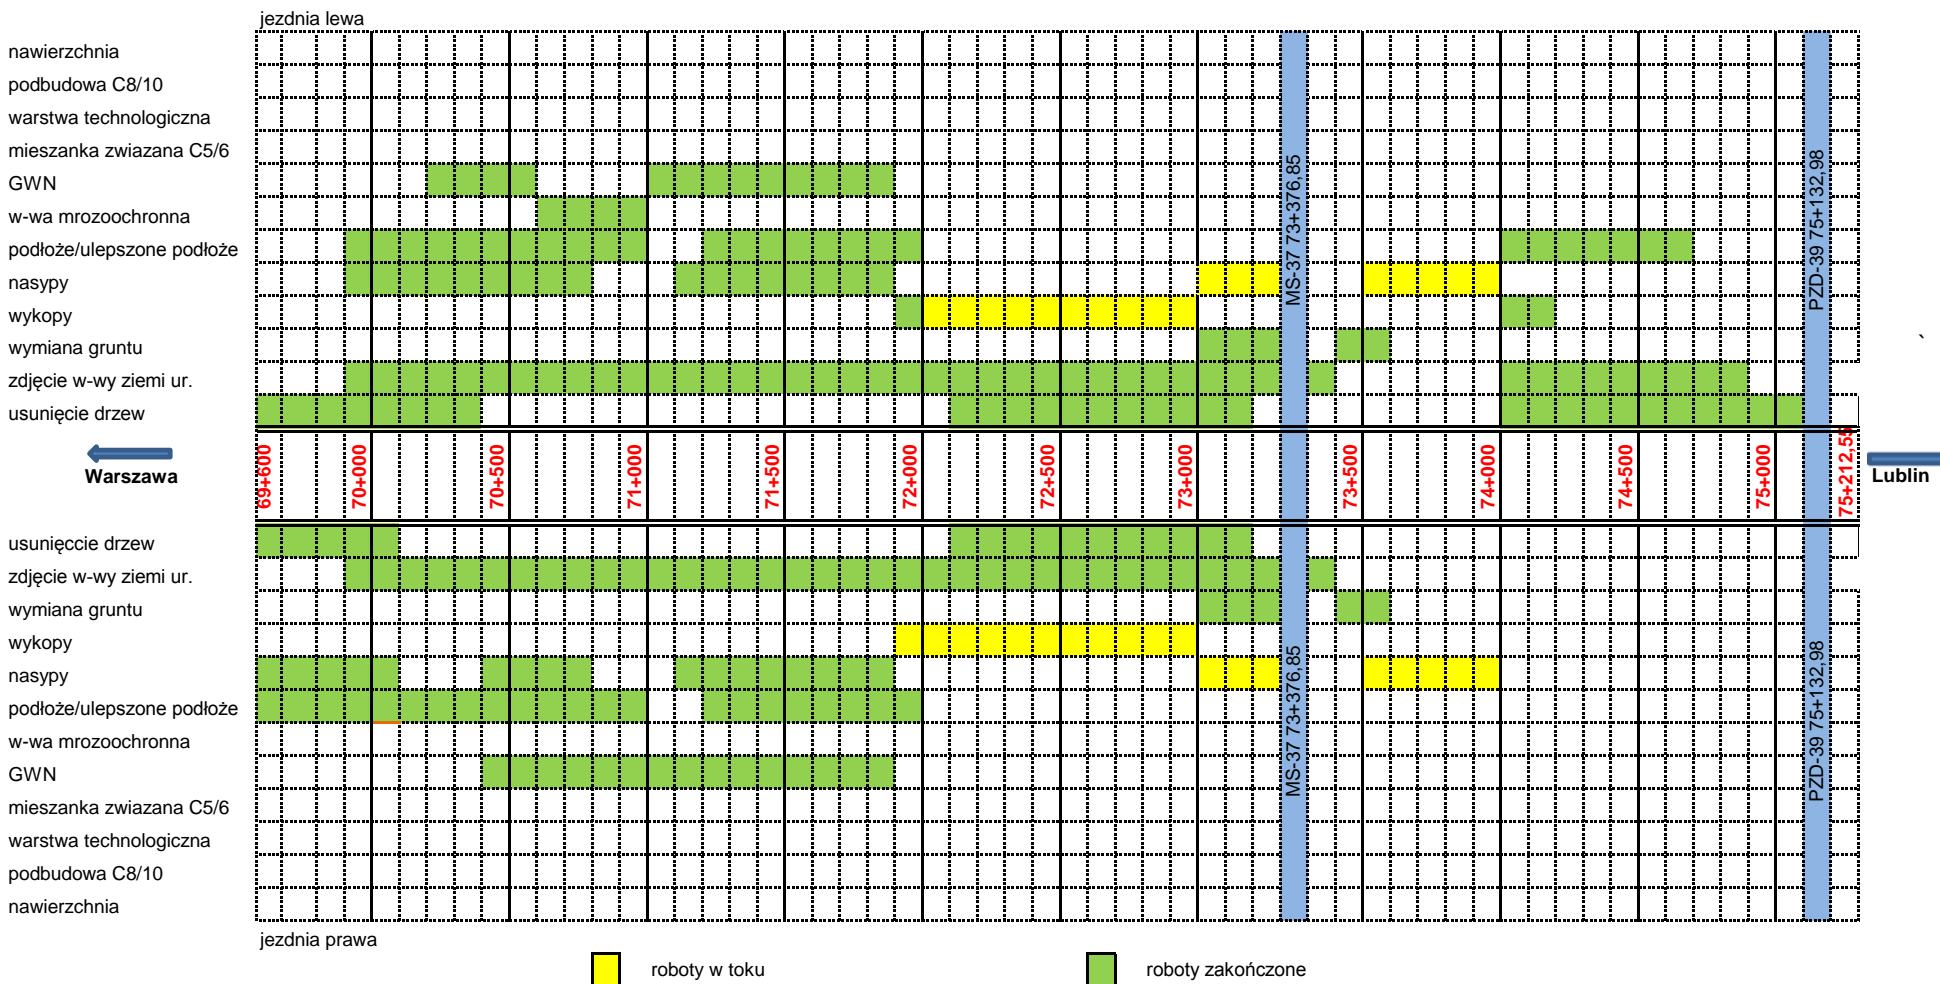 jezdnia lewa
nawierzchnia
podbudowa C8/10
warstwa technologiczna
mieszanka zwiazana C5/6
GWN
w-wa mrozoochronna
podłoże/ulepszone podłoże
nasypy
wykopy
wymiana gruntu
zdjęcie w-wy ziemi ur.
usunięcie drzew
MS-37 73+376,85
PZD-39 75+132,98
`
Warszawa
69+600
70+000
70+500
71+000
71+500
72+000
72+500
73+000
73+500
74+000
74+500
75+000
75+212,55
Lublin
usunięccie drzew
zdjęcie w-wy ziemi ur.
wymiana gruntu
wykopy
nasypy
podłoże/ulepszone podłoże
w-wa mrozoochronna
GWN
mieszanka zwiazana C5/6
warstwa technologiczna
podbudowa C8/10
nawierzchnia
MS-37 73+376,85
PZD-39 75+132,98
jezdnia prawa
roboty w toku
roboty zakończone